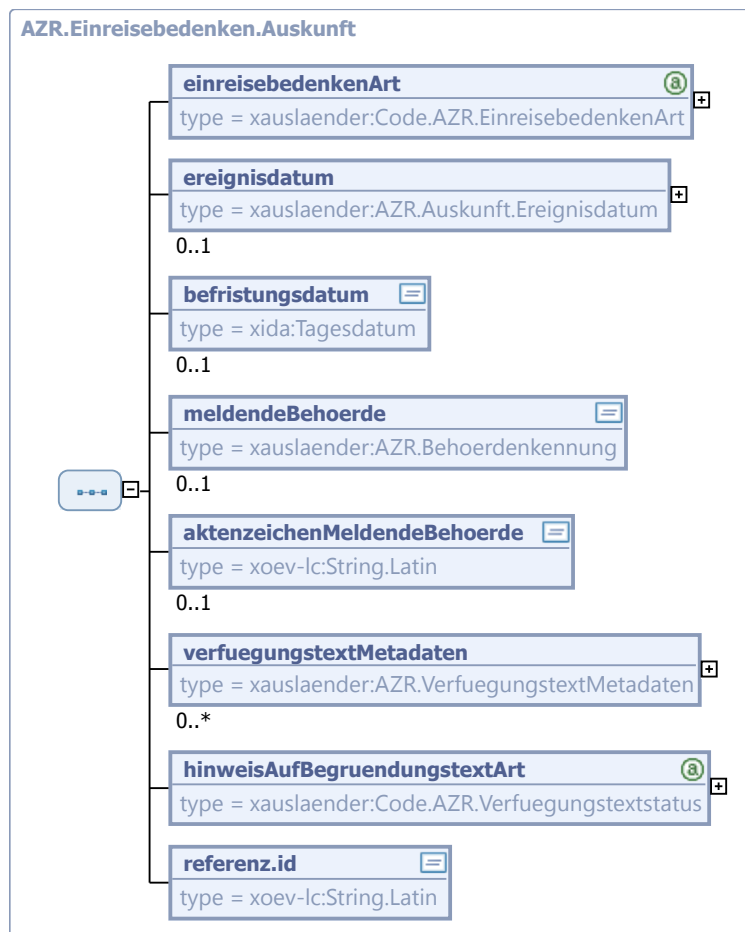 AZR.Einreisebedenken.Auskunft
einreisebedenkenArt
type = xauslaender:Code.AZR.EinreisebedenkenArt
ereignisdatum
type = xauslaender:AZR.Auskunft.Ereignisdatum
0..1
befristungsdatum
type = xida:Tagesdatum
0..1
meldendeBehoerde
type = xauslaender:AZR.Behoerdenkennung
0..1
aktenzeichenMeldendeBehoerde
type = xoev-lc:String.Latin
0..1
verfuegungstextMetadaten
type = xauslaender:AZR.VerfuegungstextMetadaten
0..*
hinweisAufBegruendungstextArt
type = xauslaender:Code.AZR.Verfuegungstextstatus
referenz.id
type = xoev-lc:String.Latin